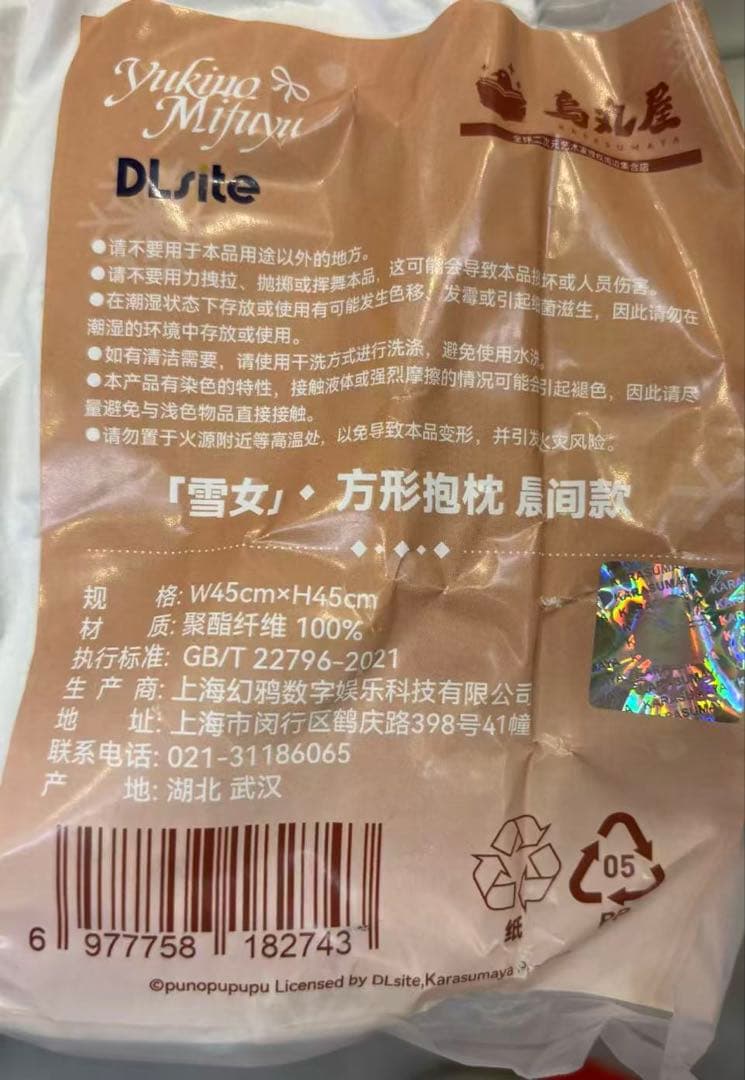 Yukino
Mifuyu
DLsite
烏丸屋
KARASUMAYA
●请不要用于本品用途以外的地方。
●请不要用力拽拉、抛掷或挥舞本品，这可能会导致本品损坏或人员伤害。
●在潮湿状态下存放或使用有可能发生色移、发霉或引起细菌滋生，因此请勿在
潮湿的环境中存放或使用。
●如有清洁需要，请使用干洗方式进行洗涤，避免使用水洗。
●本产品有染色的特性，接触液体或强烈摩擦的情况可能会引起褪色，因此请尽
量避免与浅色物品直接接触。
●请勿置于火源附近等高温处，以免导致本品变形，并引发火灾风险。
「雪女」◆ 方形抱枕 晨间款
规 格: W45cm×H45cm
材 质: 聚酯纤维 100%
执行标准: GB/T 22796-2021
生产商: 上海幻鸦数字娱乐科技有限公司
地 址: 上海市闵行区鹤庆路398号41幢
联系电话: 021-31186065
产 地: 湖北 武汉
KARASUMA
05
纸
PP
6 977758 182743
©punopupupu Licensed by DLsite,Karasumaya